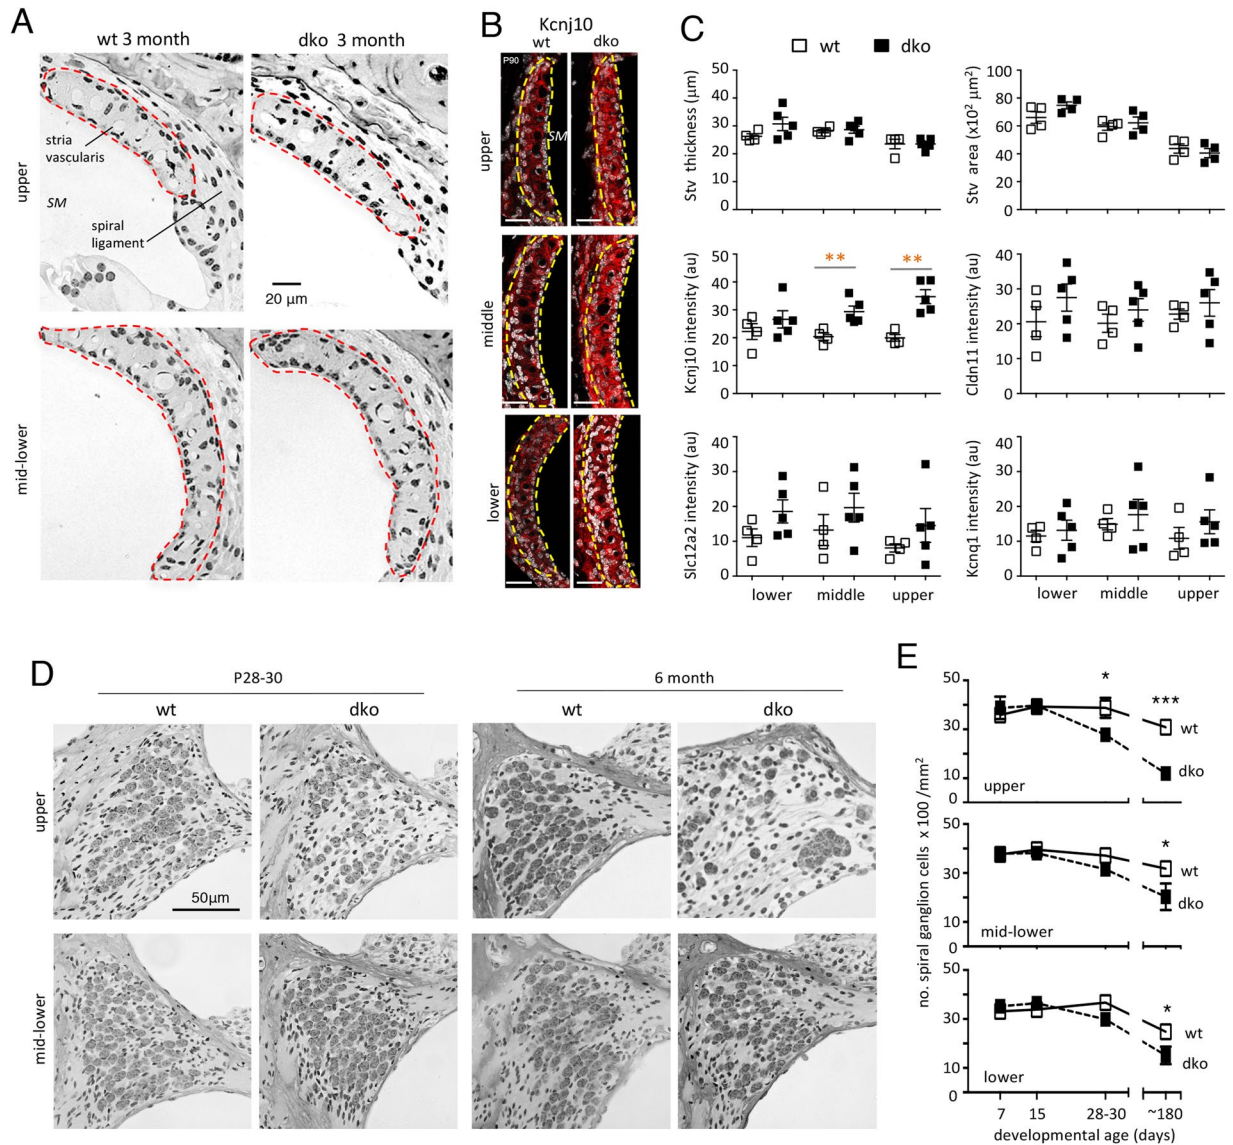 A
wt 3 month
dko 3 month
upper
stria
vascularis
SM
spiral
ligament
20 µm
mid-lower
B
Kcnj10
wt
dko
P90
SM
upper
middle
lower
C
wt
dko
Stv thickness (µm)
50
40
30
20
10
0
Stv area (x10² µm²)
100
80
60
40
20
0
Kcnj10 intensity (au)
50
40
30
20
10
0
**
**
Cldn11 intensity (au)
40
30
20
10
0
Slc12a2 intensity (au)
40
30
20
10
0
lower
middle
upper
Kcnq1 intensity (au)
40
30
20
10
0
lower
middle
upper
D
P28-30
6 month
wt
dko
wt
dko
upper
50µm
mid-lower
E
no. spiral ganglion cells x 100 /mm²
50
30
10
0
*
***
wt
dko
upper
50
30
10
0
*
wt
dko
mid-lower
50
30
10
0
*
wt
dko
lower
7
15
28-30
~180
developmental age (days)